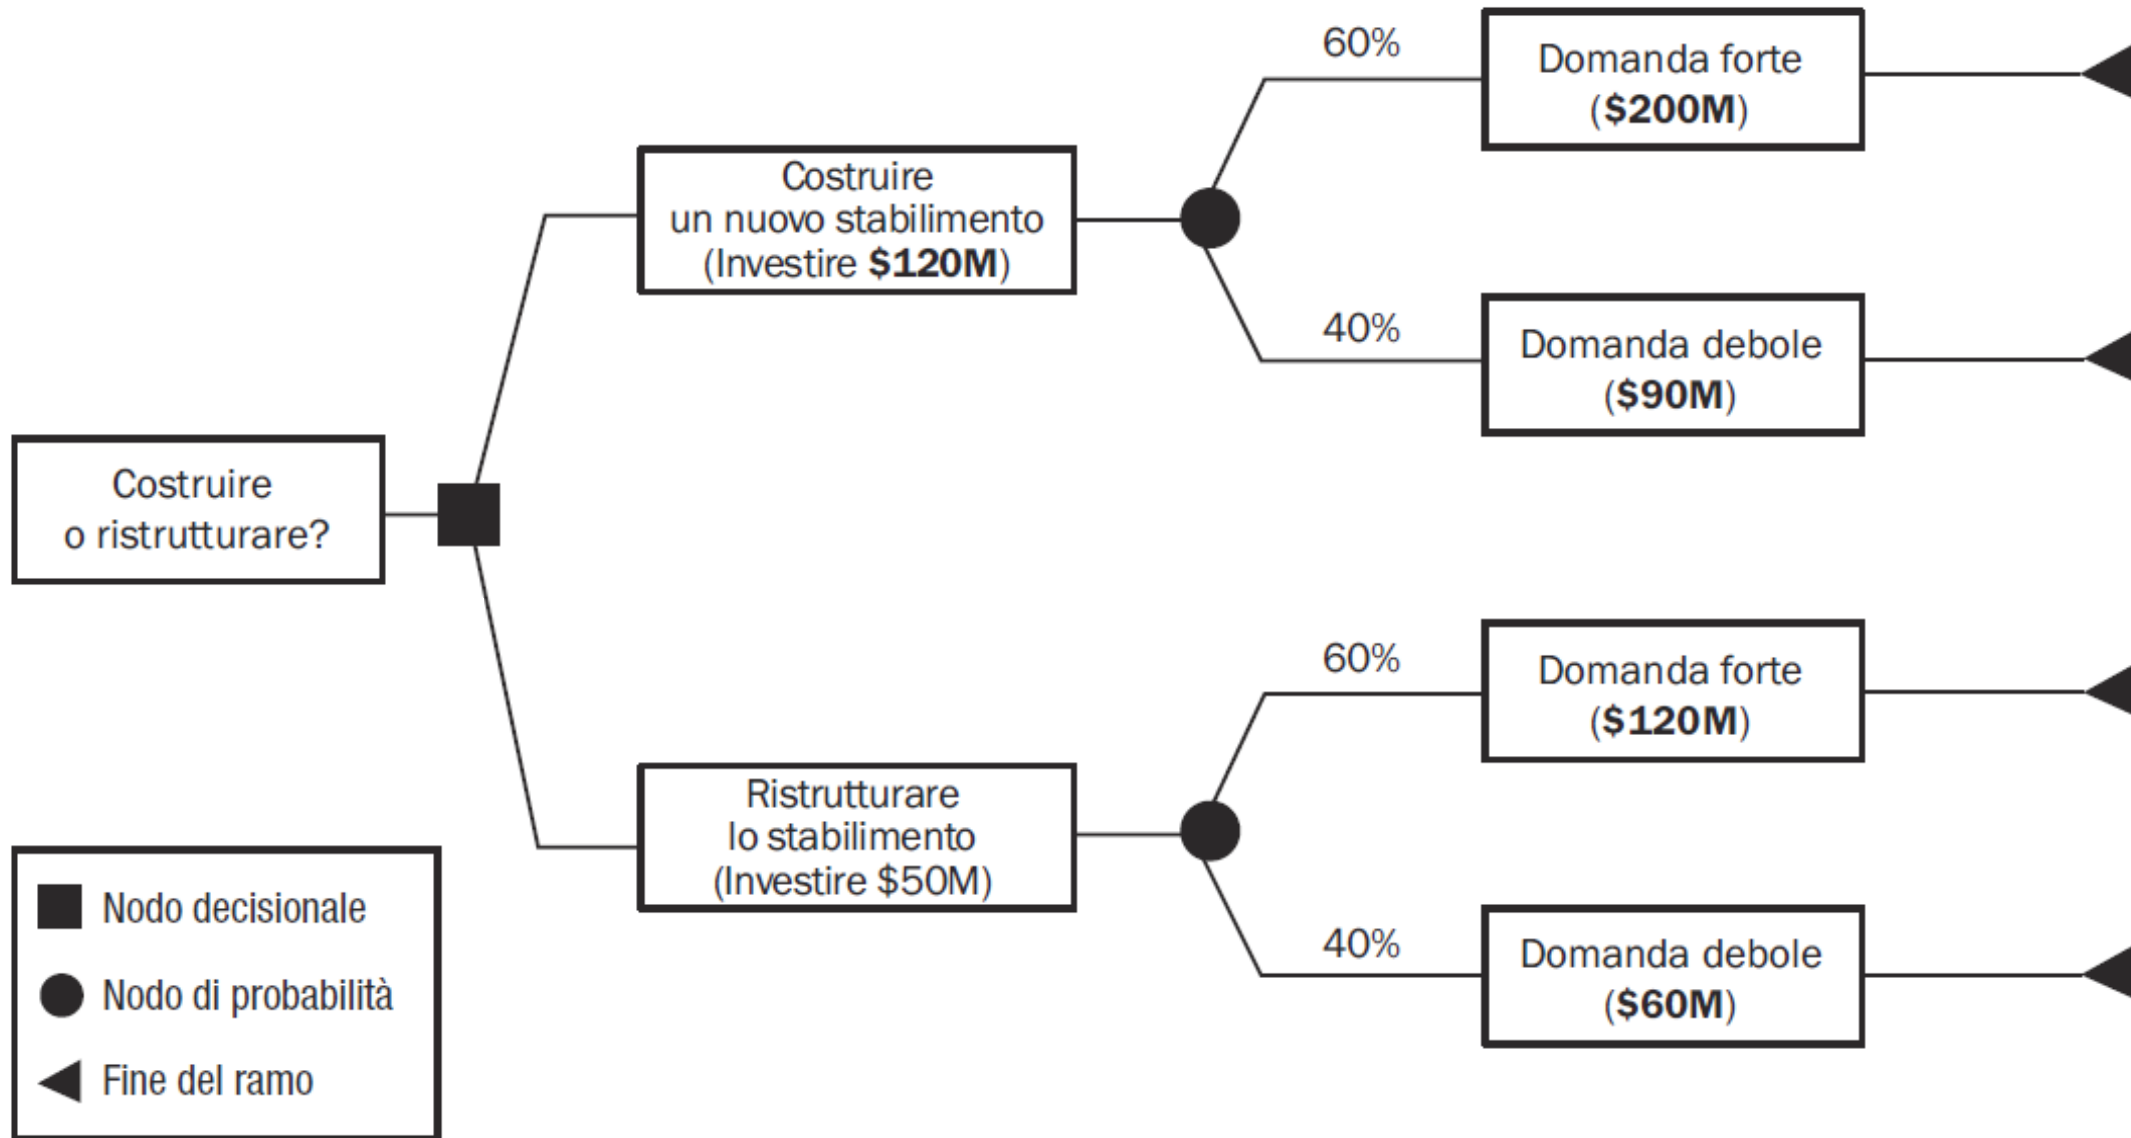 Costruire
o ristrutturare?
Costruire
un nuovo stabilimento
(Investire $120M)
60%
Domanda forte
($200M)
40%
Domanda debole
($90M)
Ristrutturare
lo stabilimento
(Investire $50M)
60%
Domanda forte
($120M)
40%
Domanda debole
($60M)
Nodo decisionale
Nodo di probabilità
Fine del ramo